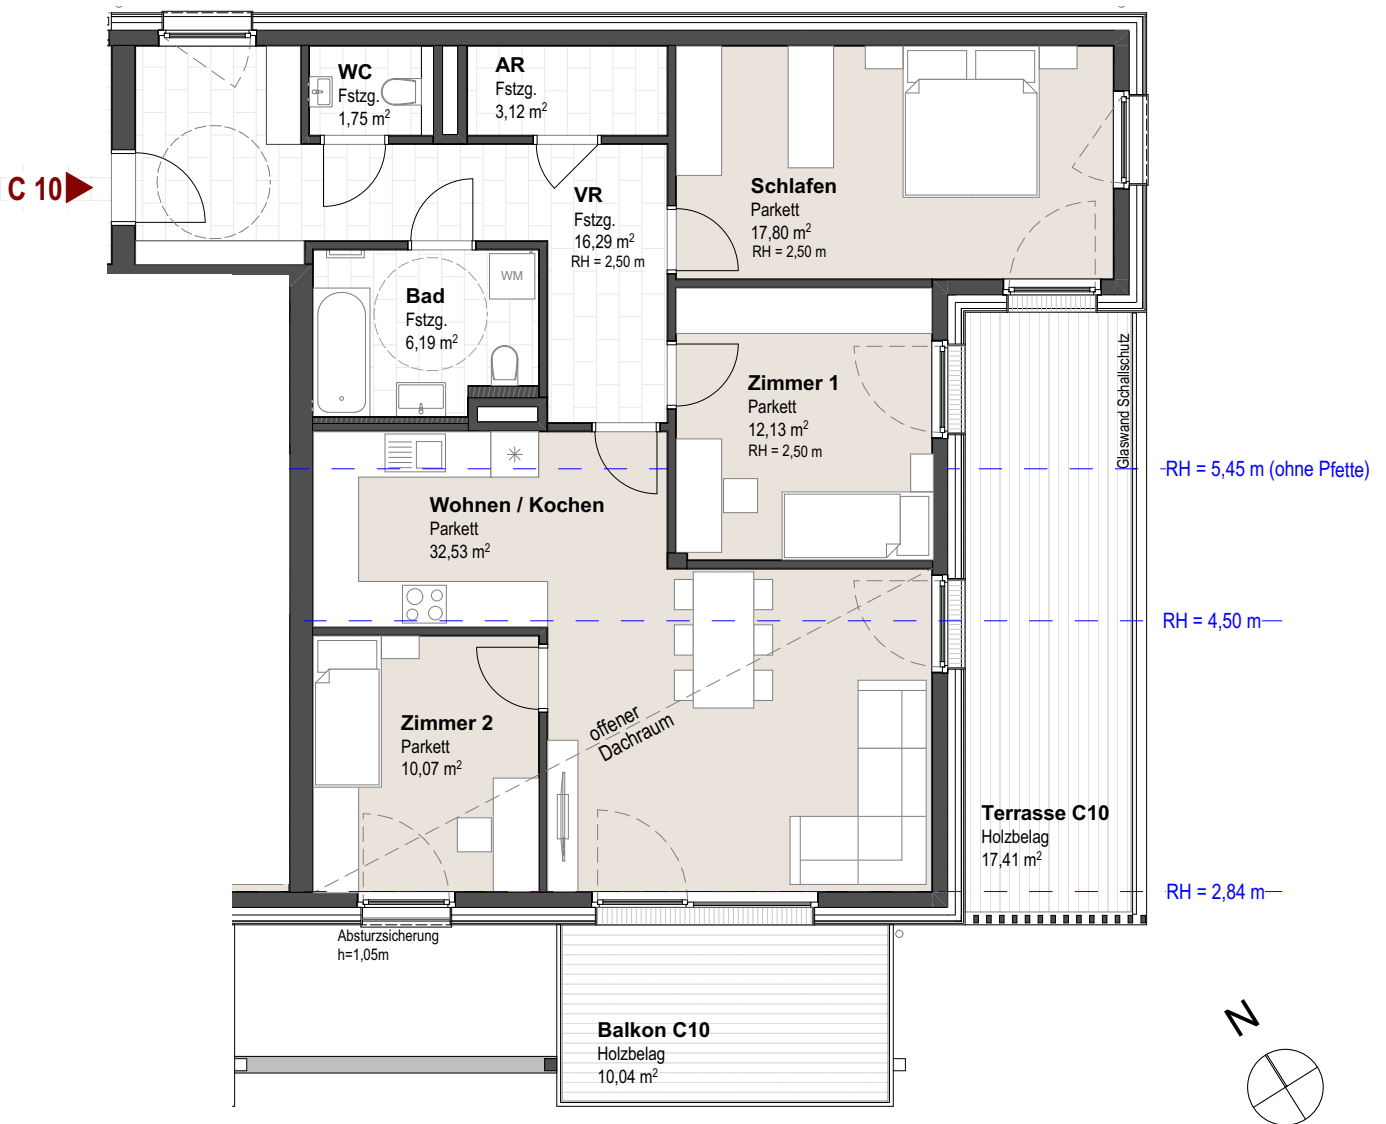 WC
Fstzg.
1,75 m²
AR
Fstzg.
3,12 m²
C 10
VR
Fstzg.
16,29 m²
RH = 2,50 m
Schlafen
Parkett
17,80 m²
RH = 2,50 m
WM
Bad
Fstzg.
6,19 m²
Zimmer 1
Parkett
12,13 m²
RH = 2,50 m
Glaswand Schallschutz
RH = 5,45 m (ohne Pfette)
Wohnen / Kochen
Parkett
32,53 m²
RH = 4,50 m
Zimmer 2
Parkett
10,07 m²
offener
Dachraum
Terrasse C10
Holzbelag
17,41 m²
RH = 2,84 m
Absturzsicherung
h=1,05m
Balkon C10
Holzbelag
10,04 m²
N